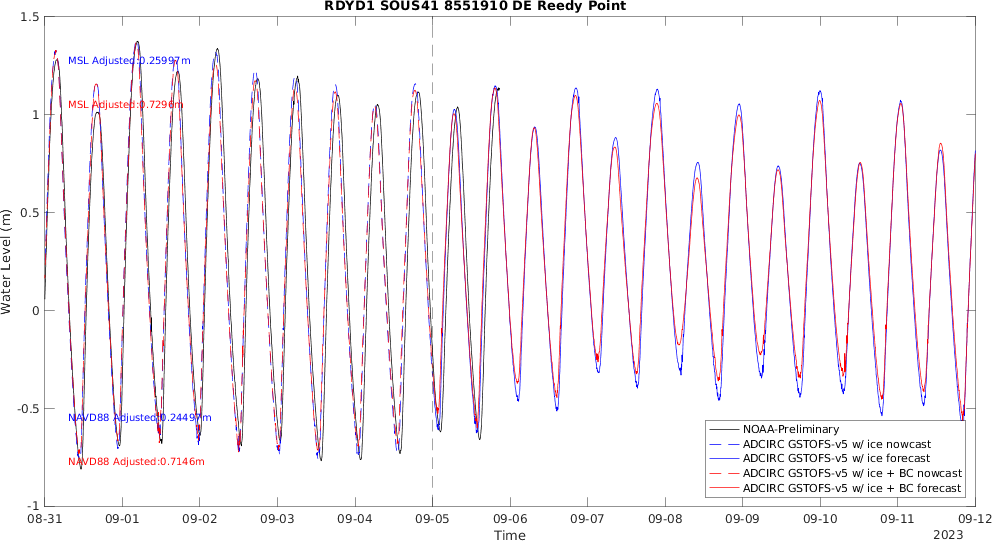 RDYD1 SOUS41 8551910 DE Reedy Point
1.5
1
0.5
0
-0.5
-1
Water Level (m)
MSL Adjusted:0.25997m
MSL Adjusted:0.7296m
NAVD88 Adjusted:0.24497m
NAVD88 Adjusted:0.7146m
NOAA-Preliminary
ADCIRC GSTOFS-v5 w/ ice nowcast
ADCIRC GSTOFS-v5 w/ ice forecast
ADCIRC GSTOFS-v5 w/ ice + BC nowcast
ADCIRC GSTOFS-v5 w/ ice + BC forecast
08-31 09-01 09-02 09-03 09-04 09-05 09-06 09-07 09-08 09-09 09-10 09-11 09-12
Time
2023